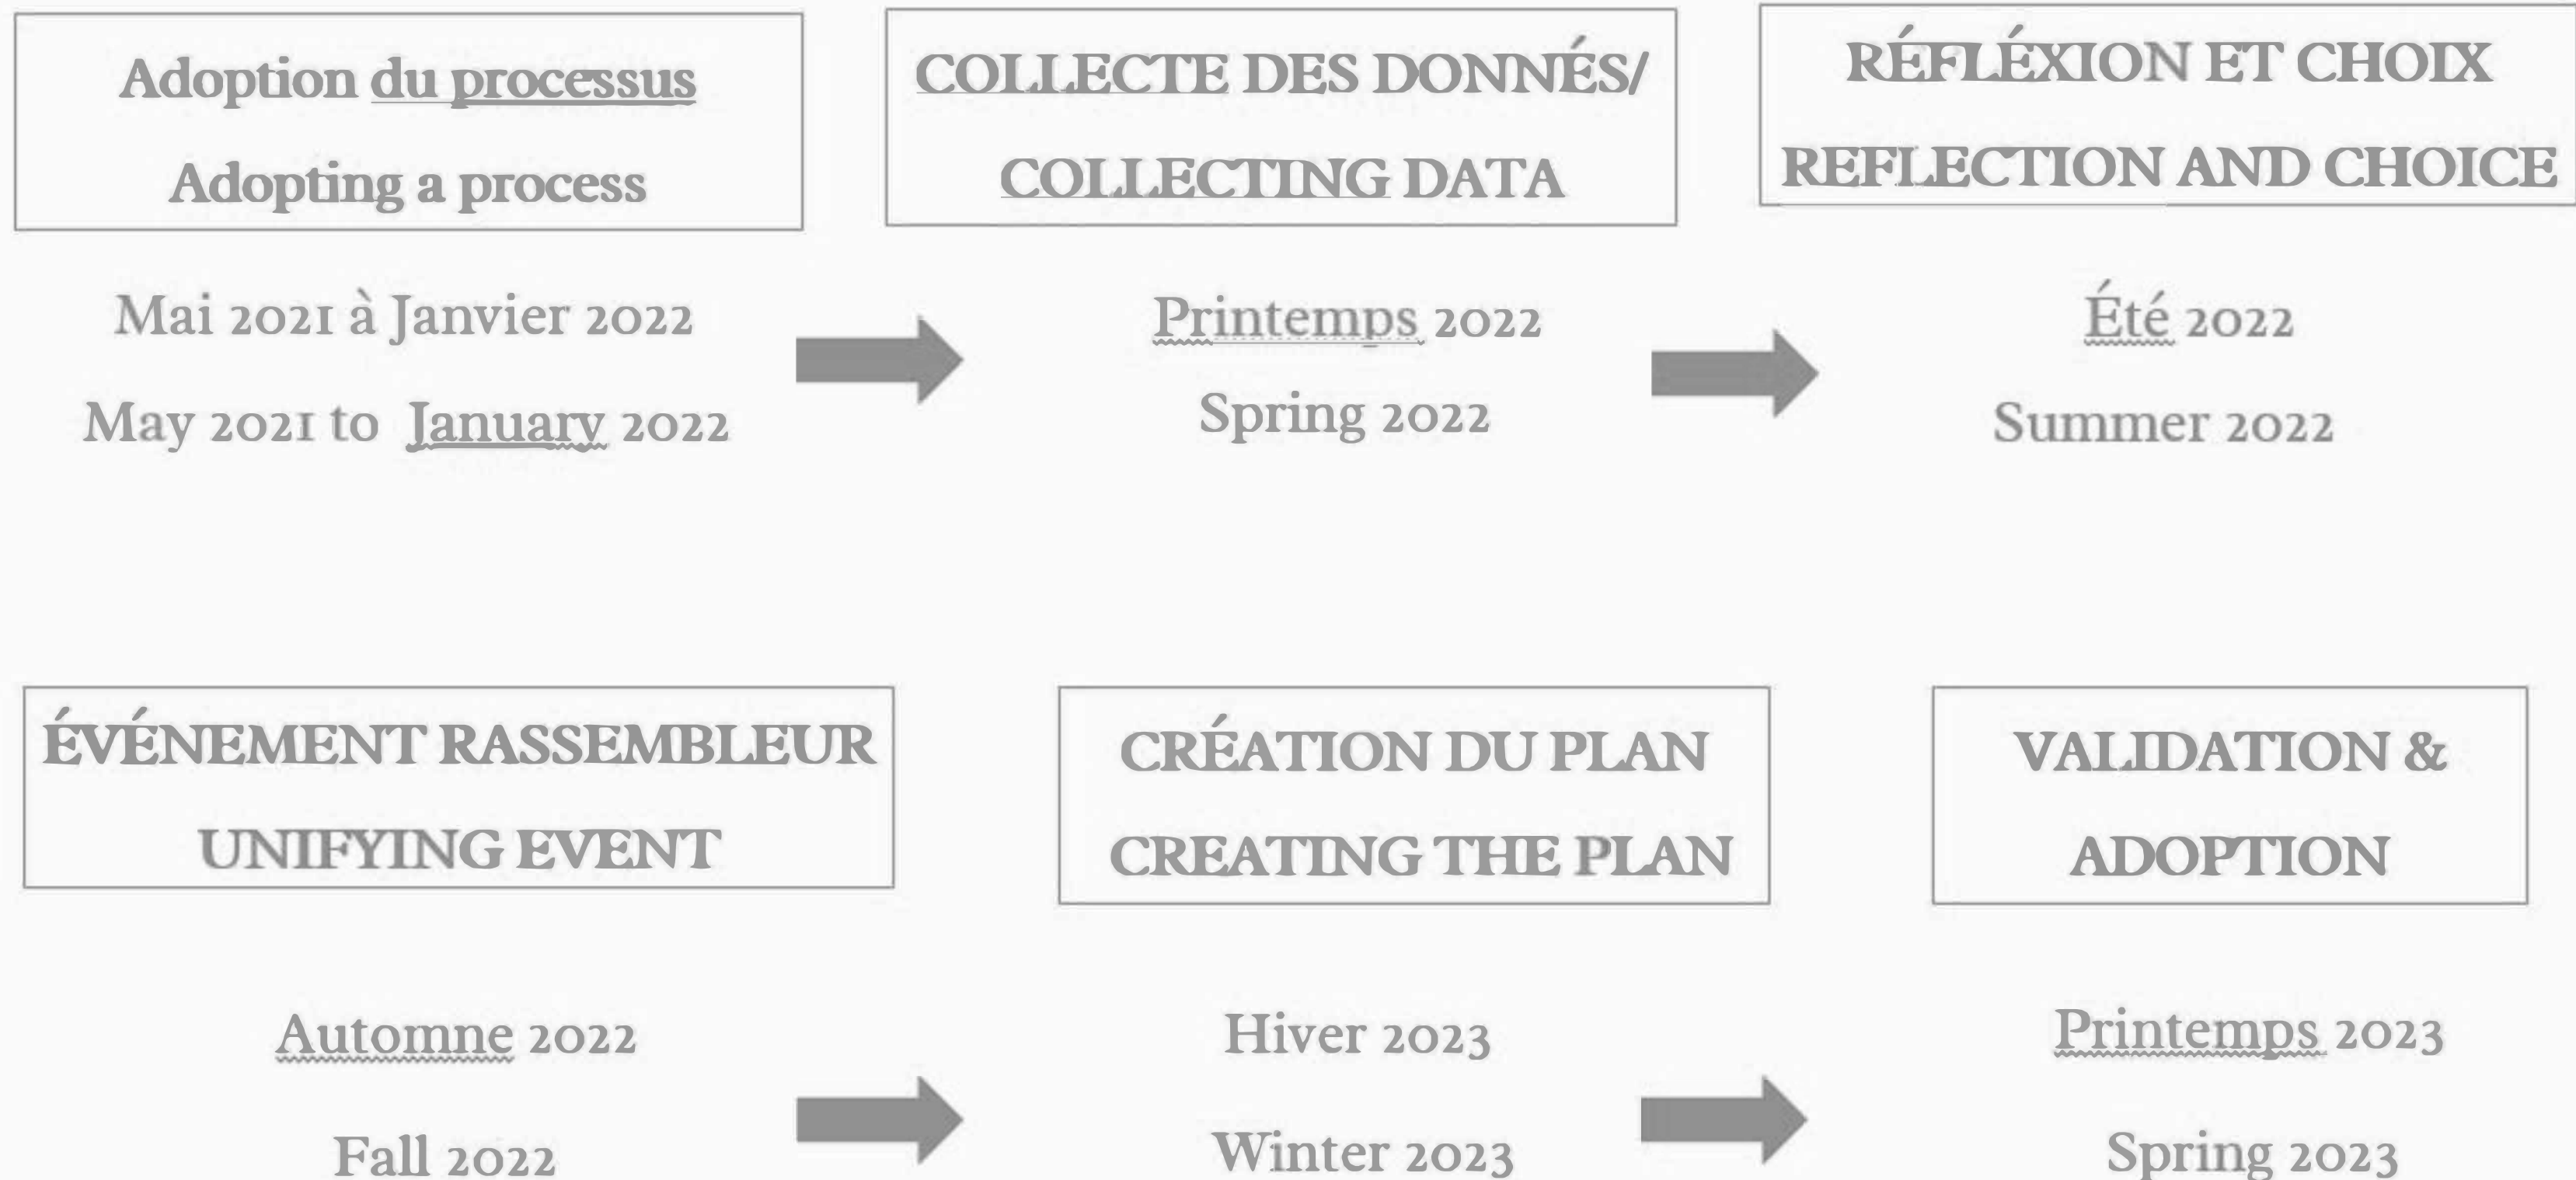 Adoption du processus
Adopting a process
Mai 2021 à Janvier 2022
May 2021 to January 2022
COLLECTE DES DONNÉS/
COLLECTING DATA
Printemps 2022
Spring 2022
RÉFLÉXION ET CHOIX
REFLECTION AND CHOICE
Été 2022
Summer 2022
ÉVÉNEMENT RASSEMBLEUR
UNIFYING EVENT
Automne 2022
Fall 2022
CRÉATION DU PLAN
CREATING THE PLAN
Hiver 2023
Winter 2023
VALIDATION &
ADOPTION
Printemps 2023
Spring 2023